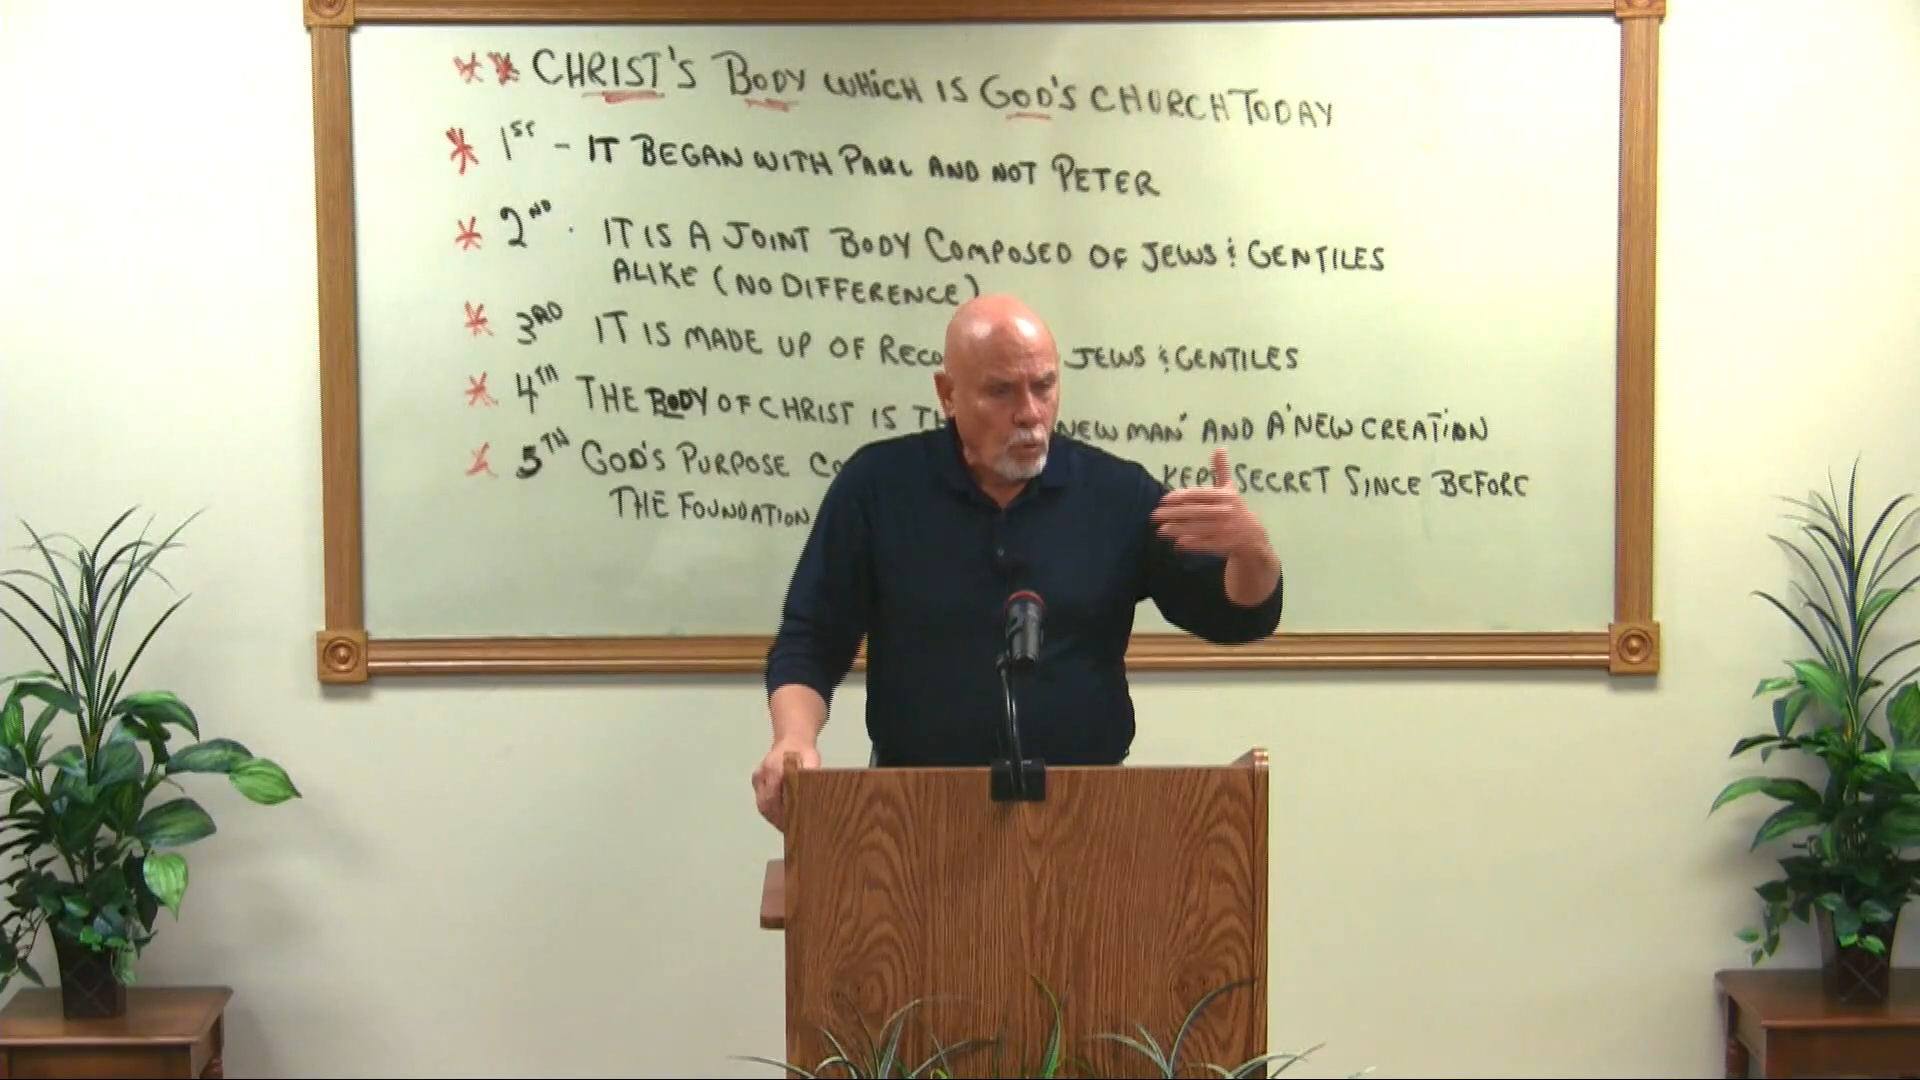 ** CHRIST'S BODY WHICH IS GOD'S CHURCH TODAY
* 1ST - IT BEGAN WITH PAUL AND NOT PETER
* 2ND. IT IS A JOINT BODY COMPOSED OF JEWS & GENTILES
ALIKE (NO DIFFERENCE)
* 3RD IT IS MADE UP OF JEWS & GENTILES
* 4TH THE BODY OF CHRIST IS NEW MAN" AND A "NEW CREATION
* 5TH GOD'S PURPOSE KEPT SECRET SINCE BEFORE
THE FOUNDATION